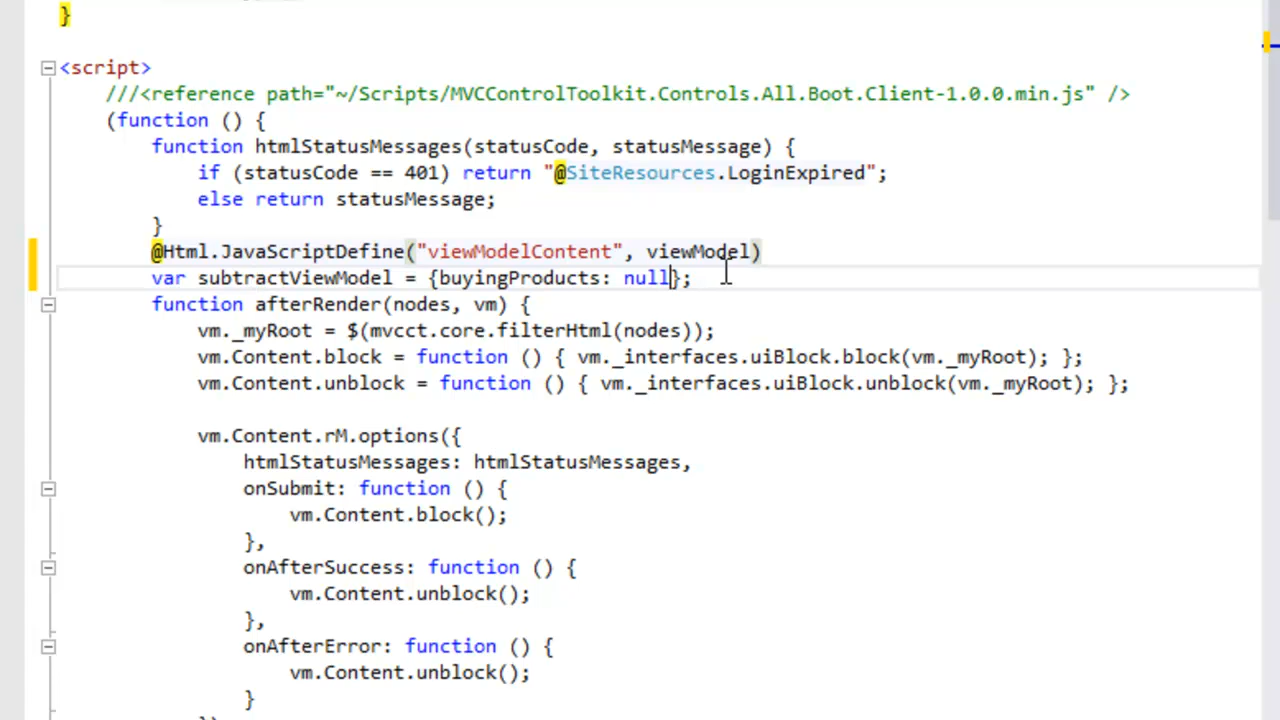 }
<script>
///<reference path="~/Scripts/MVCControlToolkit.Controls.All.Boot.Client-1.0.0.min.js" />
(function () {
function htmlStatusMessages(statusCode, statusMessage) {
if (statusCode == 401) return "@SiteResources.LoginExpired";
else return statusMessage;
}
@Html.JavaScriptDefine("viewModelContent", viewModel)
var subtractViewModel = {buyingProducts: null};
function afterRender(nodes, vm) {
vm._myRoot = $(mvcct.core.filterHtml(nodes));
vm.Content.block = function () { vm._interfaces.uiBlock.block(vm._myRoot); };
vm.Content.unblock = function () { vm._interfaces.uiBlock.unblock(vm._myRoot); };
vm.Content.rM.options({
htmlStatusMessages: htmlStatusMessages,
onSubmit: function () {
vm.Content.block();
},
onAfterSuccess: function () {
vm.Content.unblock();
},
onAfterError: function () {
vm.Content.unblock();
}